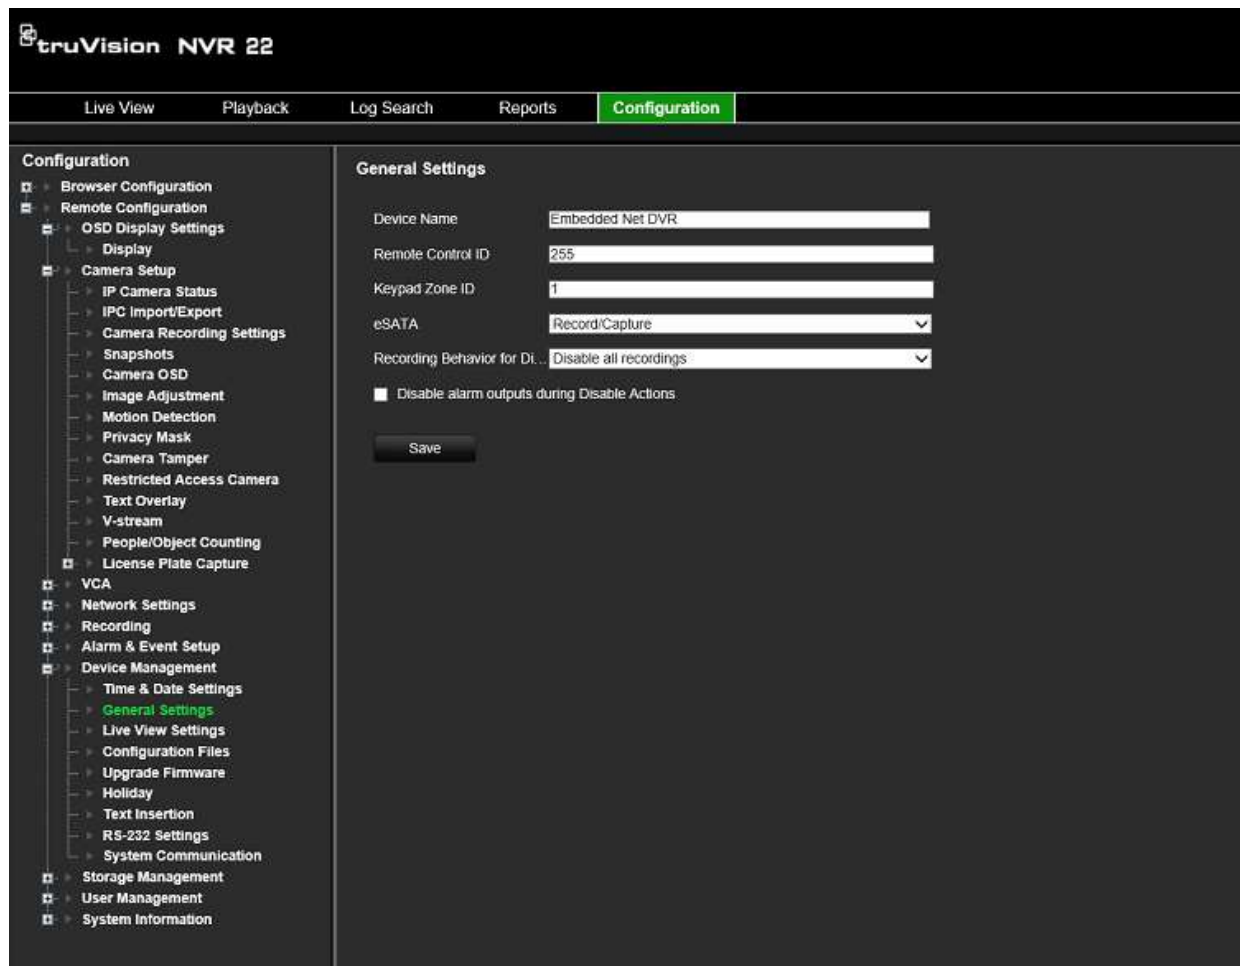 truVision NVR 22
Live View Playback Log Search Reports Configuration
Configuration
Browser Configuration
Remote Configuration
OSD Display Settings
Display
Camera Setup
IP Camera Status
IPC Import/Export
Camera Recording Settings
Snapshots
Camera OSD
Image Adjustment
Motion Detection
Privacy Mask
Camera Tamper
Restricted Access Camera
Text Overlay
V-stream
People/Object Counting
License Plate Capture
VCA
Network Settings
Recording
Alarm & Event Setup
Device Management
Time & Date Settings
General Settings
Live View Settings
Configuration Files
Upgrade Firmware
Holiday
Text Insertion
RS-232 Settings
System Communication
Storage Management
User Management
System Information
General Settings
Device Name Embedded Net DVR
Remote Control ID 255
Keypad Zone ID 1
eSATA Record/Capture
Recording Behavior for Di... Disable all recordings
Disable alarm outputs during Disable Actions
Save